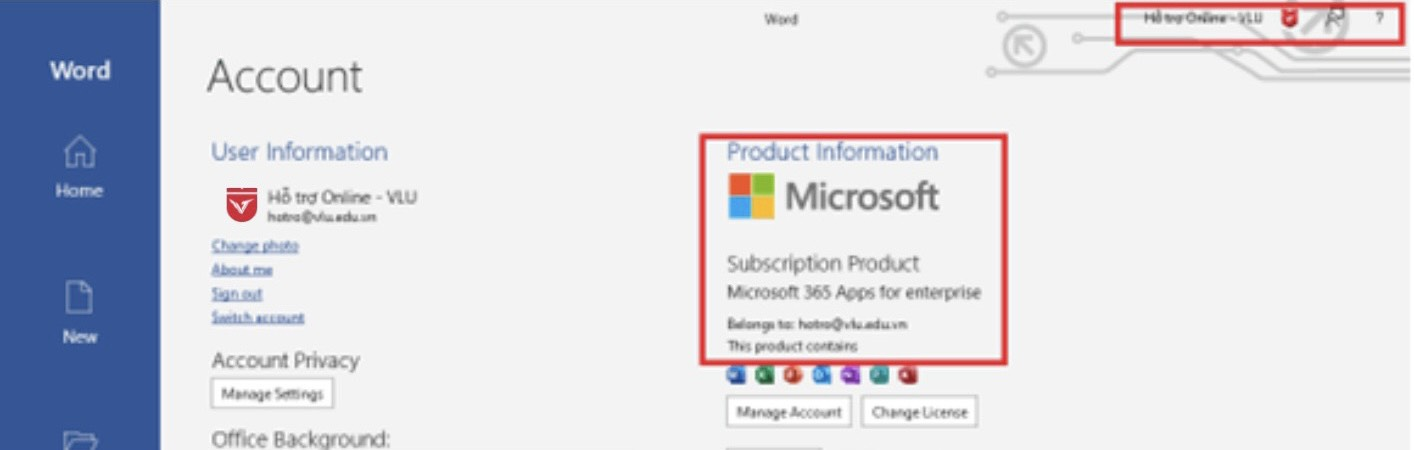 Word
Hỗ trợ Online - VLU
?
Word
Account
Home
New
User Information
Hỗ trợ Online - VLU
hotro@vlu.edu.vn
Change photo
About me
Sign out
Switch account
Account Privacy
Manage Settings
Office Background:
Product Information
Microsoft
Subscription Product
Microsoft 365 Apps for enterprise
Belongs to: hotro@vlu.edu.vn
This product contains
Manage Account
Change License